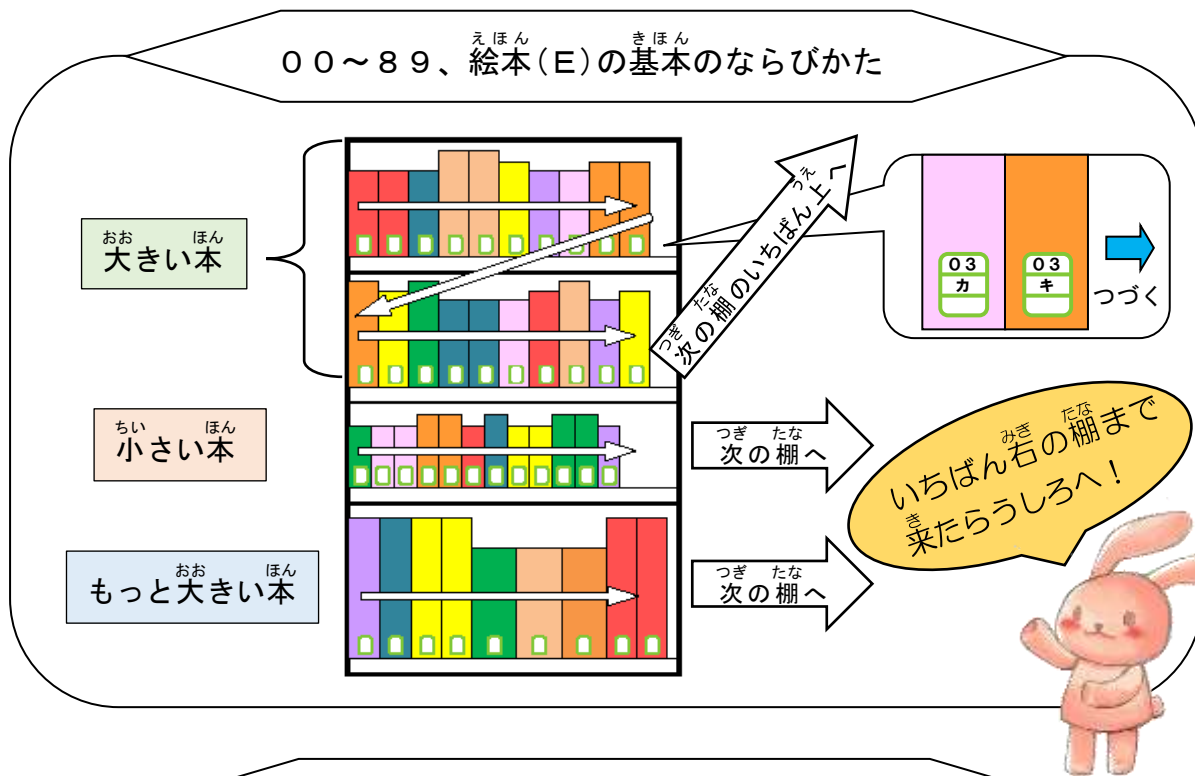 ００～８９、絵本(Ｅ)の基本のならびかた
えほん
きほん
大きい本
おお
ほん
次の棚のいちばん上へ
つぎ
たな
うえ
０３
カ
０３
キ
つづく
小さい本
ちい
ほん
次の棚へ
つぎ
たな
いちばん右の棚まで
みぎ
たな
来たらうしろへ！
き
もっと大きい本
おお
ほん
次の棚へ
つぎ
たな